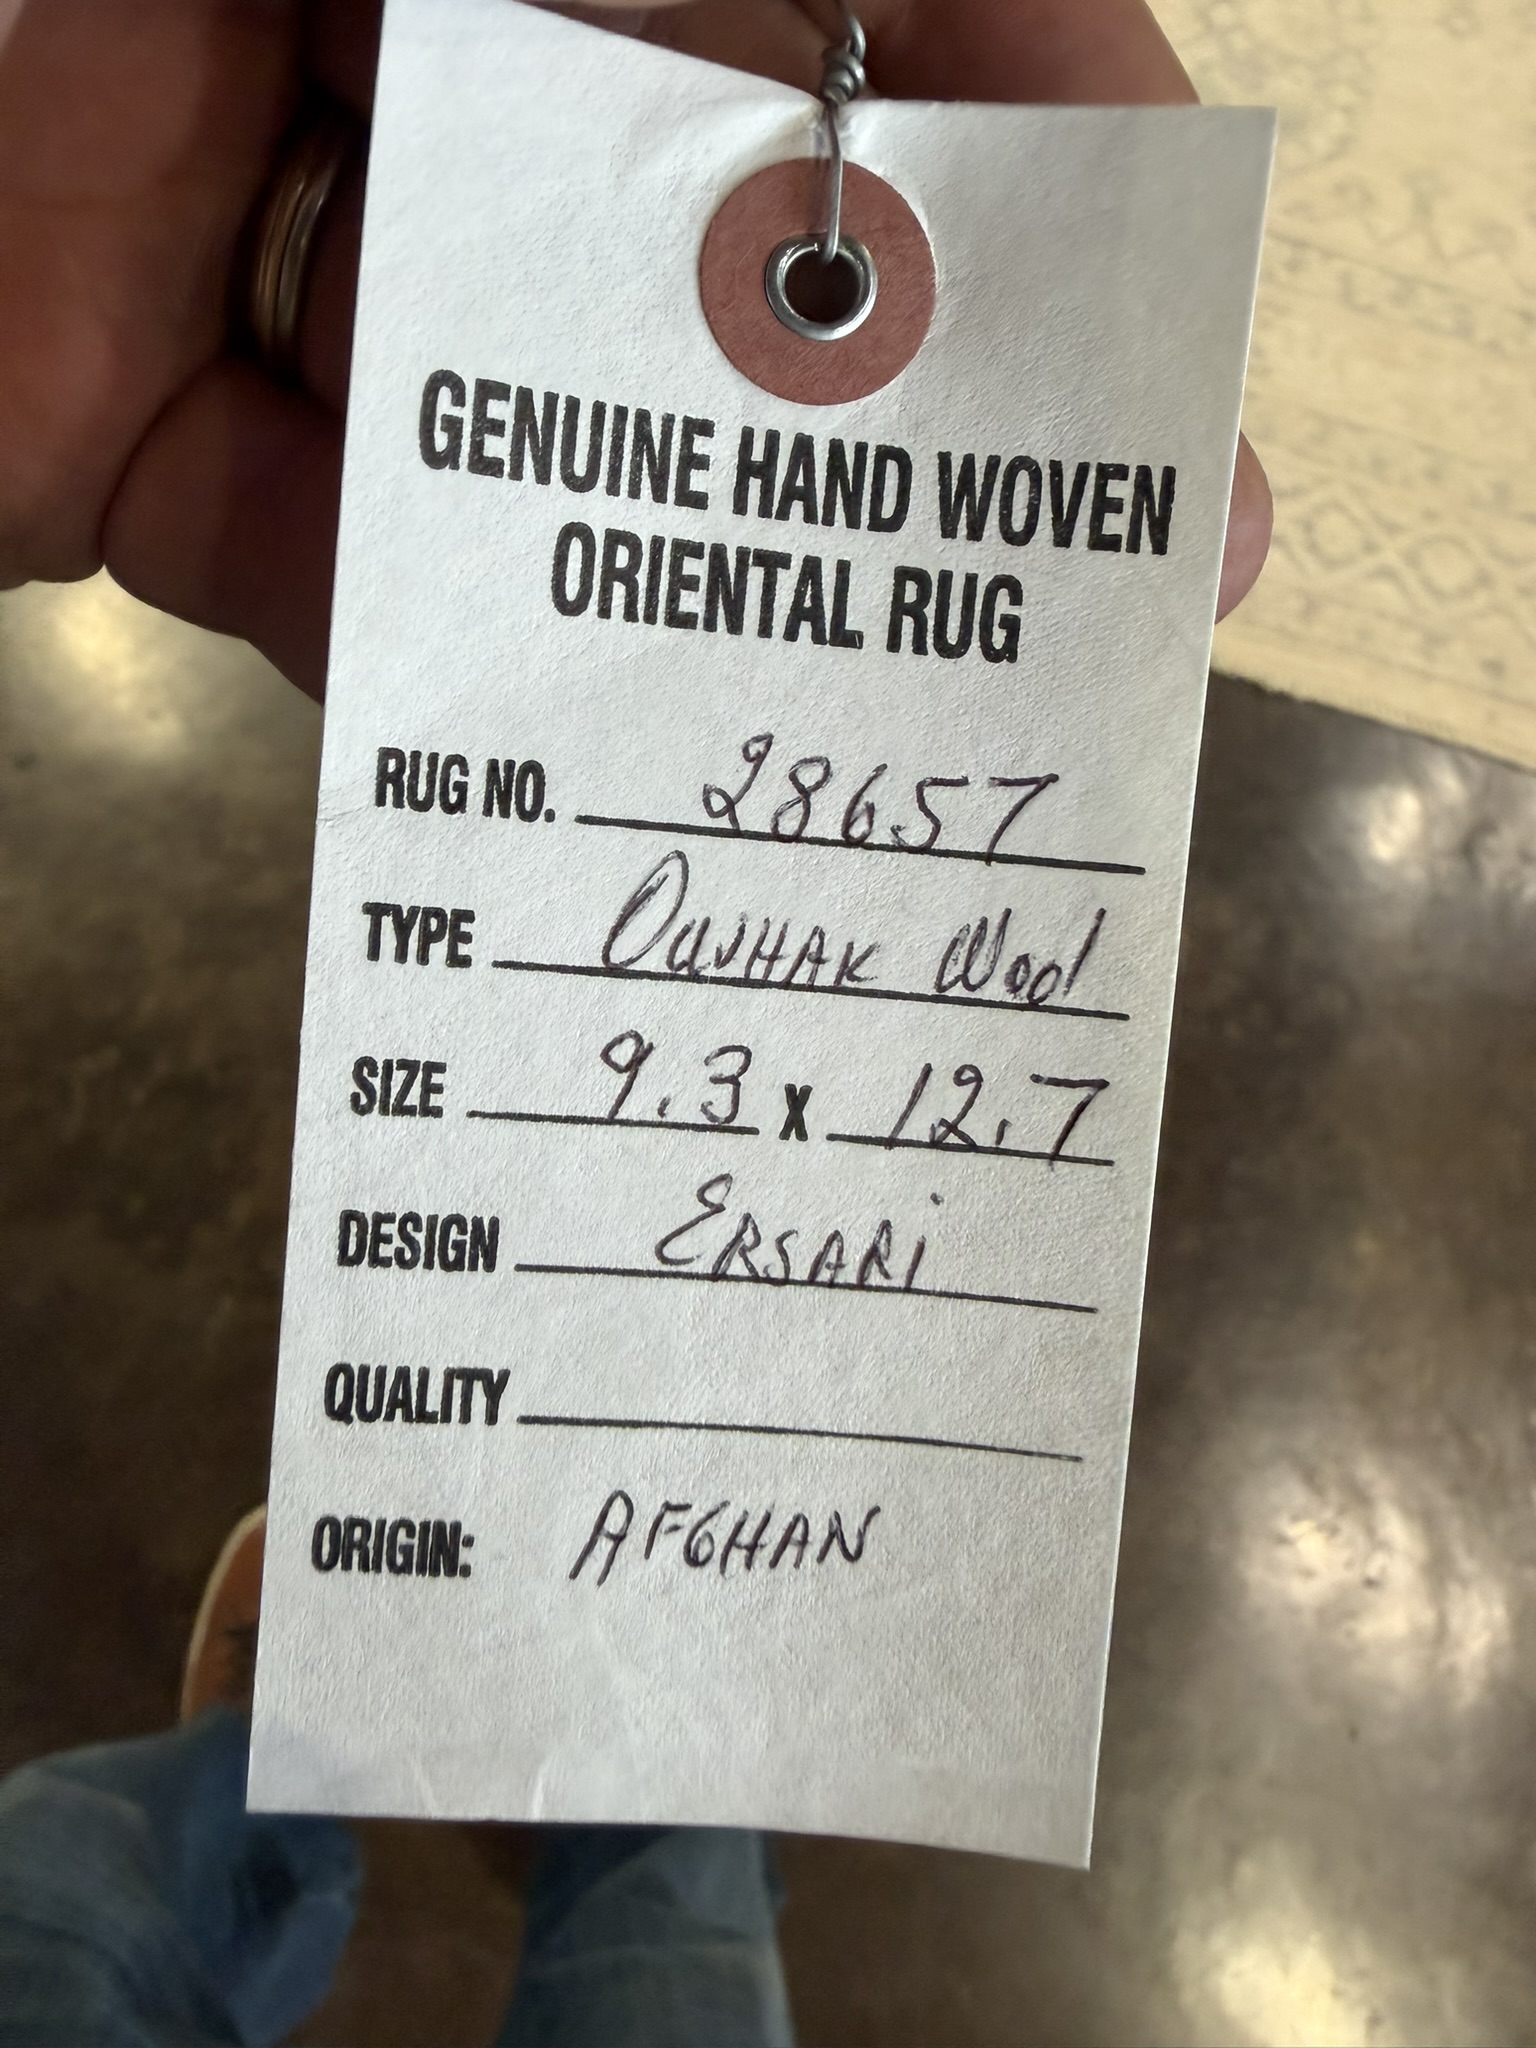 GENUINE HAND WOVEN
ORIENTAL RUG
RUG NO. 28657
TYPE OUSHAK Wool
SIZE 9.3 X 12.7
DESIGN ERSARi
QUALITY
ORIGIN: AFGHAN